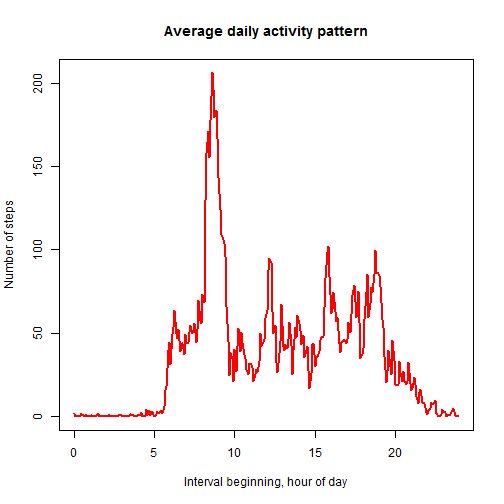 Average daily activity pattern
Number of steps
200
150
100
50
0
0 5 10 15 20
Interval beginning, hour of day